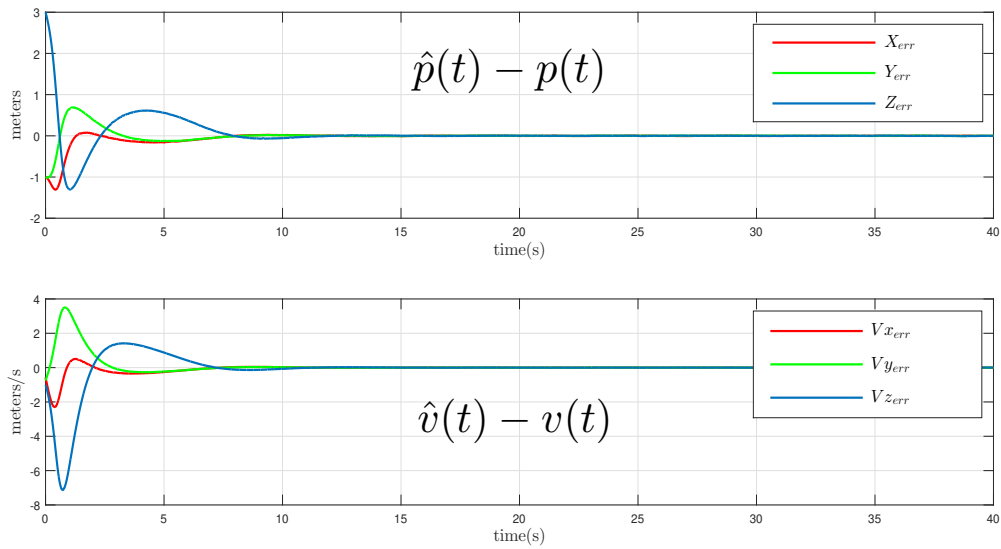 3
2
1
0
-1
-2
meters
p̂(t) − p(t)
X_err
Y_err
Z_err
0 5 10 15 20 25 30 35 40
time(s)
4
2
0
-2
-4
-6
-8
meters/s
Vx_err
Vy_err
Vz_err
v̂(t) − v(t)
0 5 10 15 20 25 30 35 40
time(s)